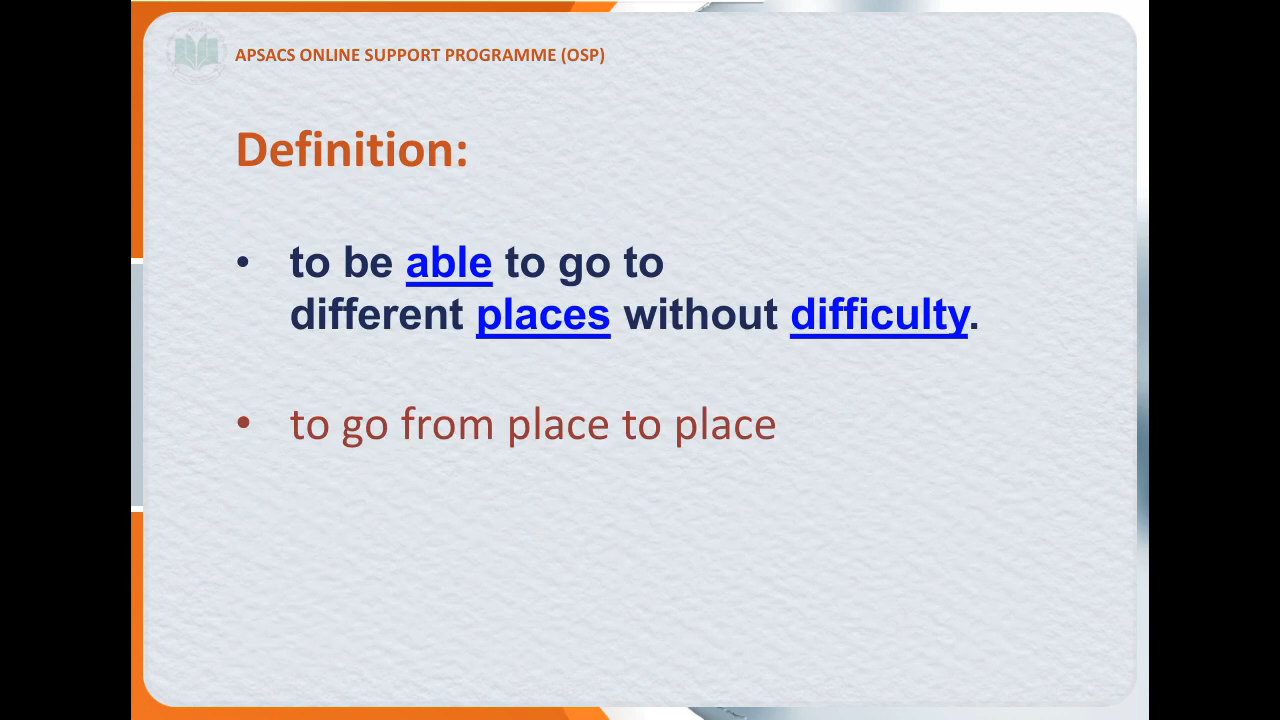 APSACS ONLINE SUPPORT PROGRAMME (OSP)
Definition:
• to be able to go to
different places without difficulty.
• to go from place to place